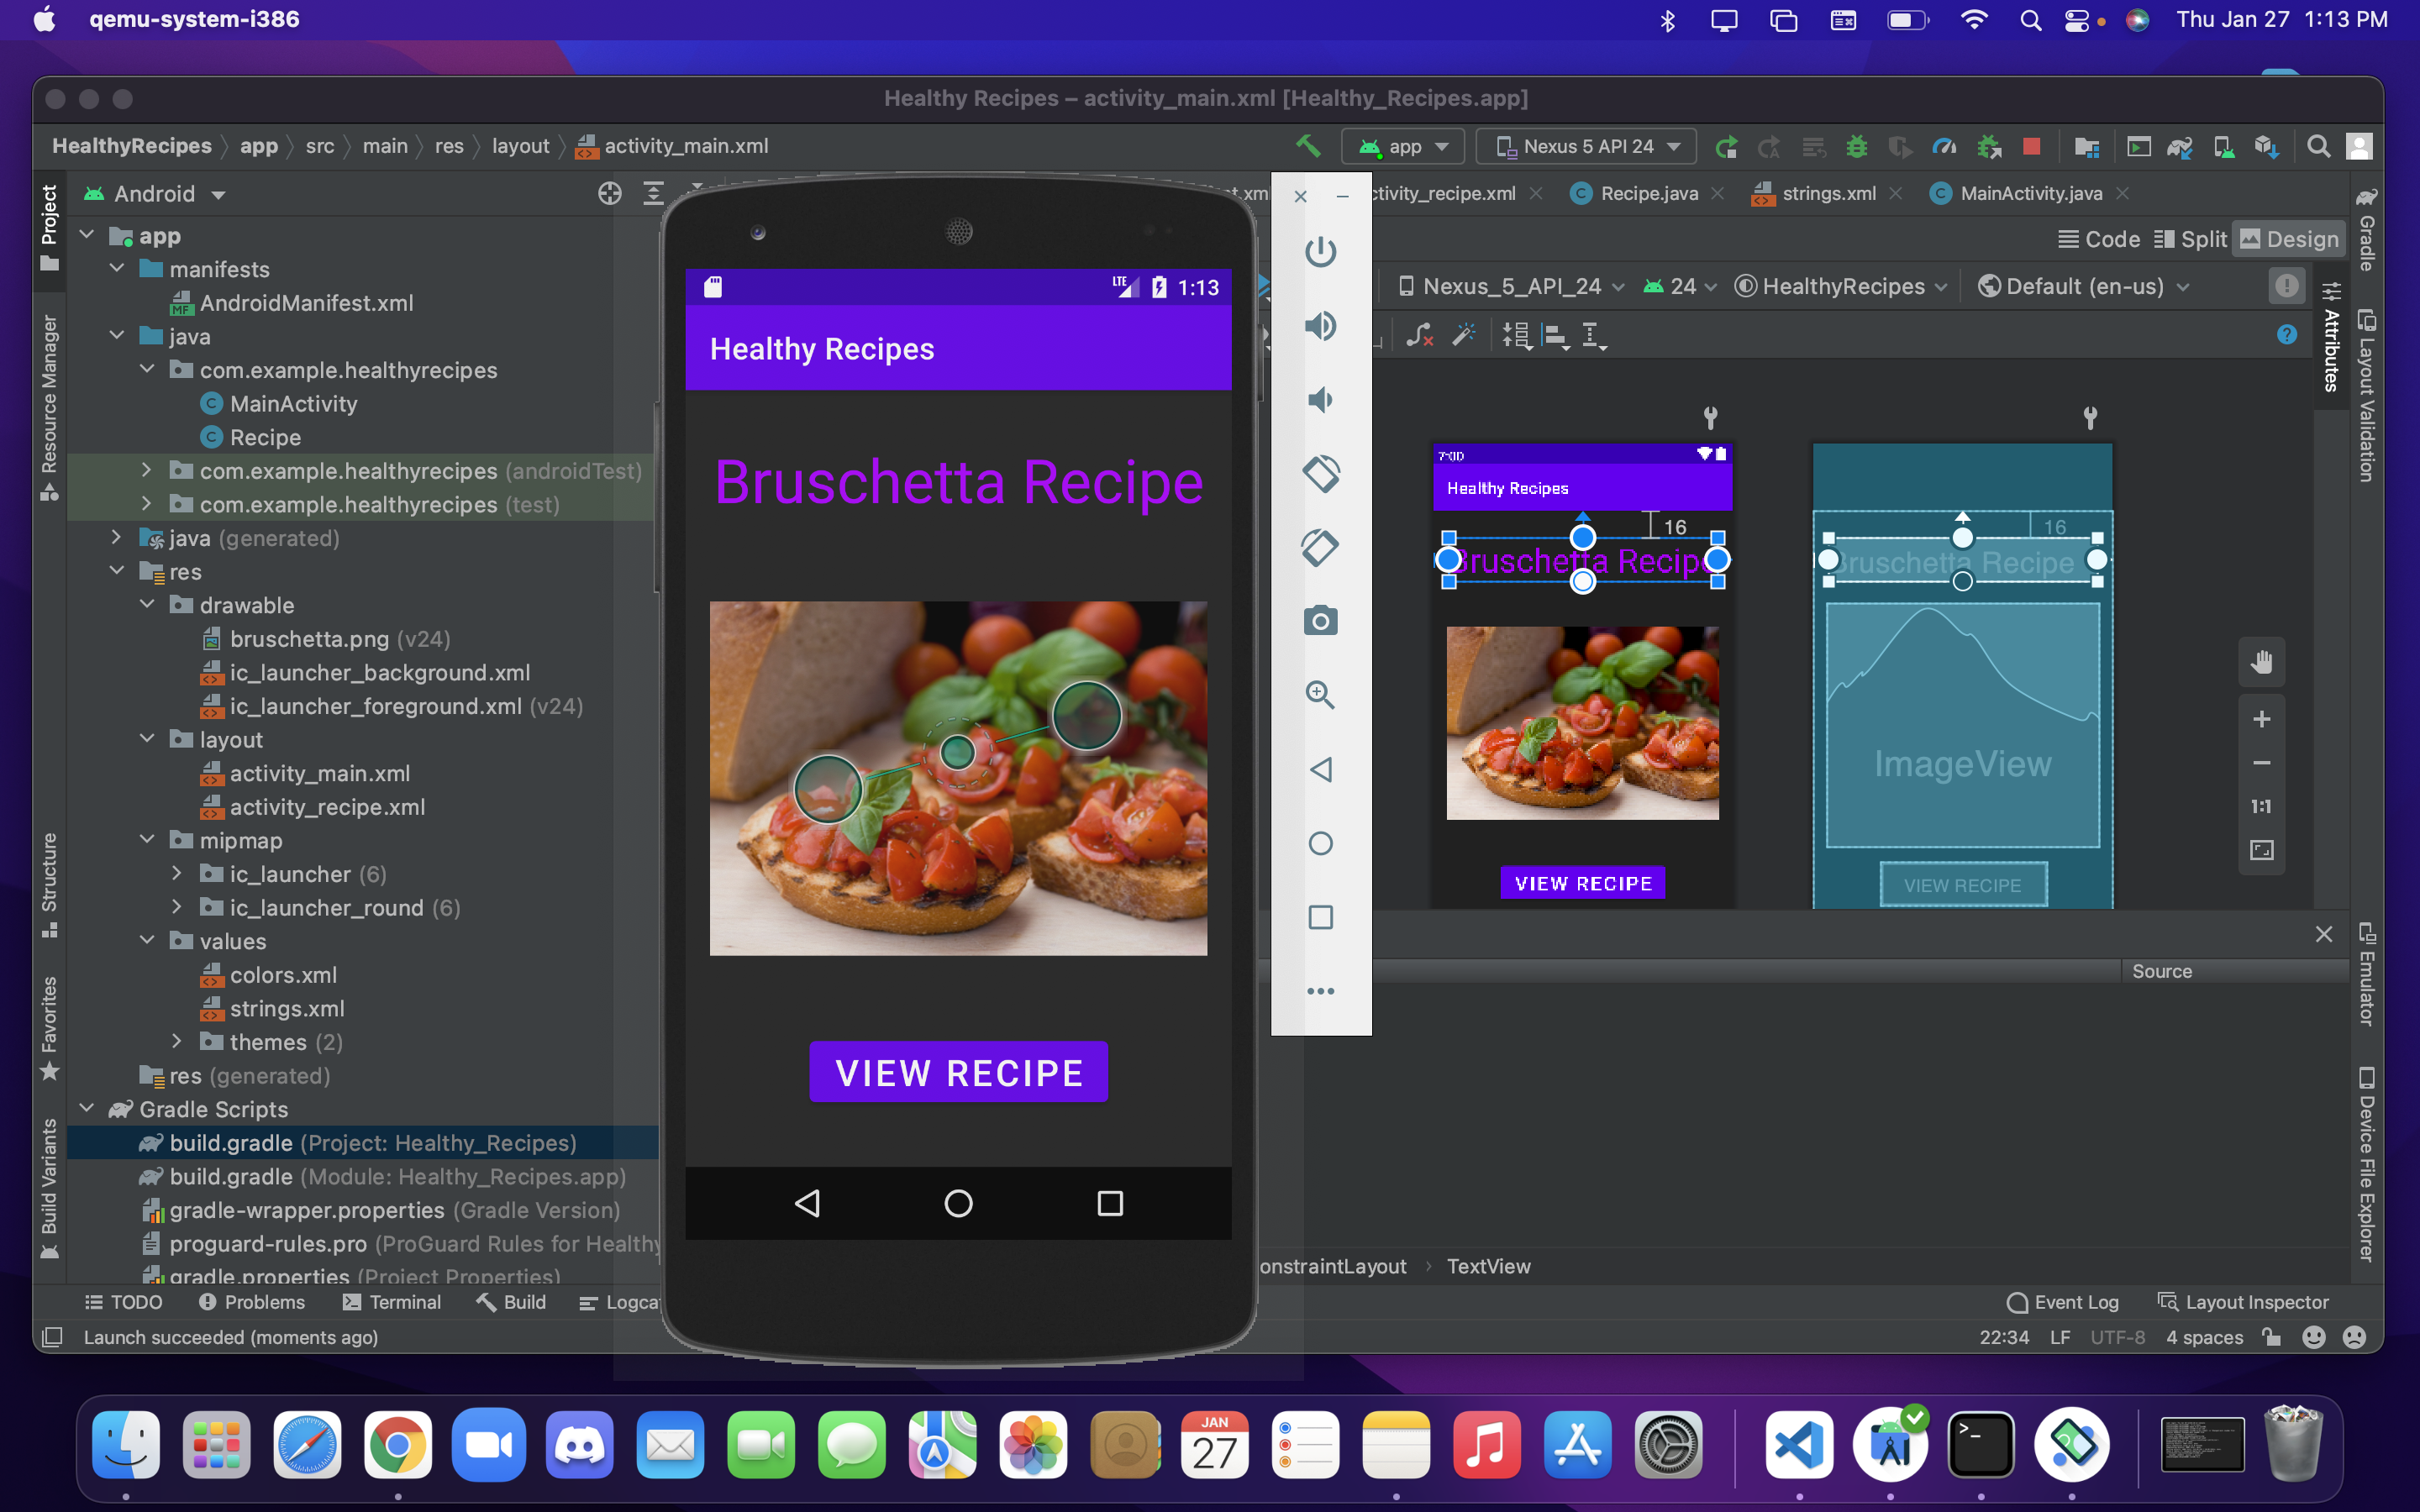 qemu-system-i386
Thu Jan 27 1:13 PM
Healthy Recipes – activity_main.xml [Healthy_Recipes.app]
HealthyRecipes app src main res layout activity_main.xml
app
Nexus 5 API 24
Project
Resource Manager
Structure
Favorites
Build Variants
Android
app
manifests
AndroidManifest.xml
java
com.example.healthyrecipes
MainActivity
Recipe
com.example.healthyrecipes (androidTest)
com.example.healthyrecipes (test)
java (generated)
res
drawable
bruschetta.png (v24)
ic_launcher_background.xml
ic_launcher_foreground.xml (v24)
layout
activity_main.xml
activity_recipe.xml
mipmap
ic_launcher (6)
ic_launcher_round (6)
values
colors.xml
strings.xml
themes (2)
res (generated)
Gradle Scripts
build.gradle (Project: Healthy_Recipes)
build.gradle (Module: Healthy_Recipes.app)
gradle-wrapper.properties (Gradle Version)
proguard-rules.pro (ProGuard Rules for Healthy
gradle.properties (Project Properties)
LTE 1:13
Healthy Recipes
Bruschetta Recipe
VIEW RECIPE
ctivity_recipe.xml
Recipe.java
strings.xml
MainActivity.java
Code
Split
Design
Nexus_5_API_24
24
HealthyRecipes
Default (en-us)
Healthy Recipes
16
Bruschetta Recipe
VIEW RECIPE
16
Bruschetta Recipe
ImageView
VIEW RECIPE
1:1
Source
onstraintLayout
TextView
Gradle
Attributes
Layout Validation
Emulator
Device File Explorer
TODO
Problems
Terminal
Build
Logca
Event Log
Layout Inspector
Launch succeeded (moments ago)
22:34 LF UTF-8 4 spaces
JAN
27